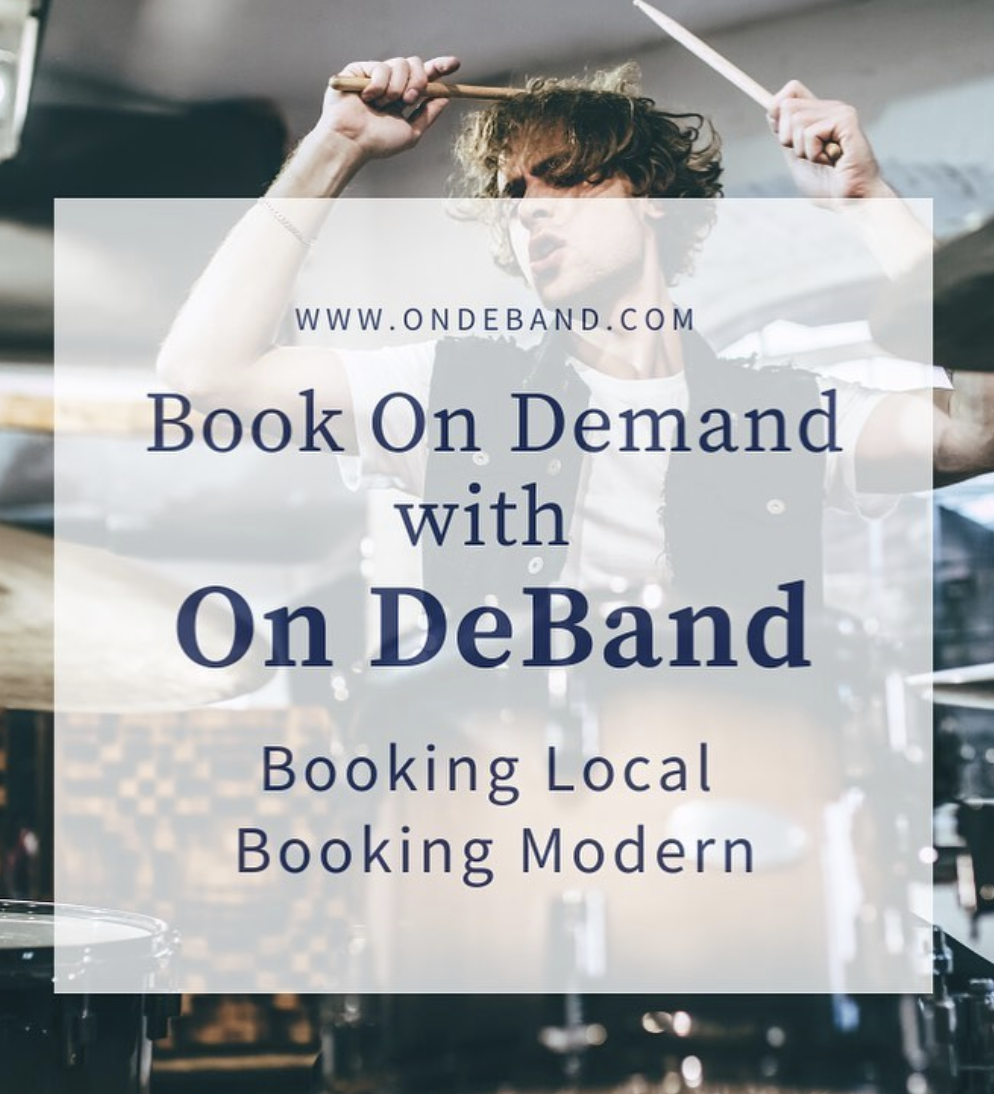 WWW.ONDEBAND.COM
Book On Demand
with
On DeBand
Booking Local
Booking Modern